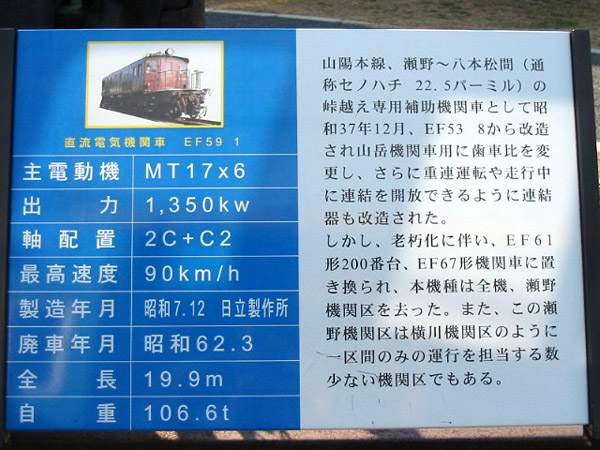 直流電気機関車 EF59 1
主電動機 MT17x6
出力 1,350kw
軸配置 2C+C2
最高速度 90km/h
製造年月 昭和7.12 日立製作所
廃車年月 昭和62.3
全長 19.9m
自重 106.6t
山陽本線、瀬野～八本松間（通
称セノハチ 22.5パーミル）の
峠越え専用補助機関車として昭
和37年12月、EF53 8から改造
され山岳機関車用に歯車比を変
更し、さらに重連運転や走行中
に連結を開放できるように連結
器も改造された。
しかし、老朽化に伴い、EF61
形200番台、EF67形機関車に置
き換られ、本機種は全機、瀬野
機関区を去った。また、この瀬
野機関区は横川機関区のように
一区間のみの運行を担当する数
少ない機関区でもある。